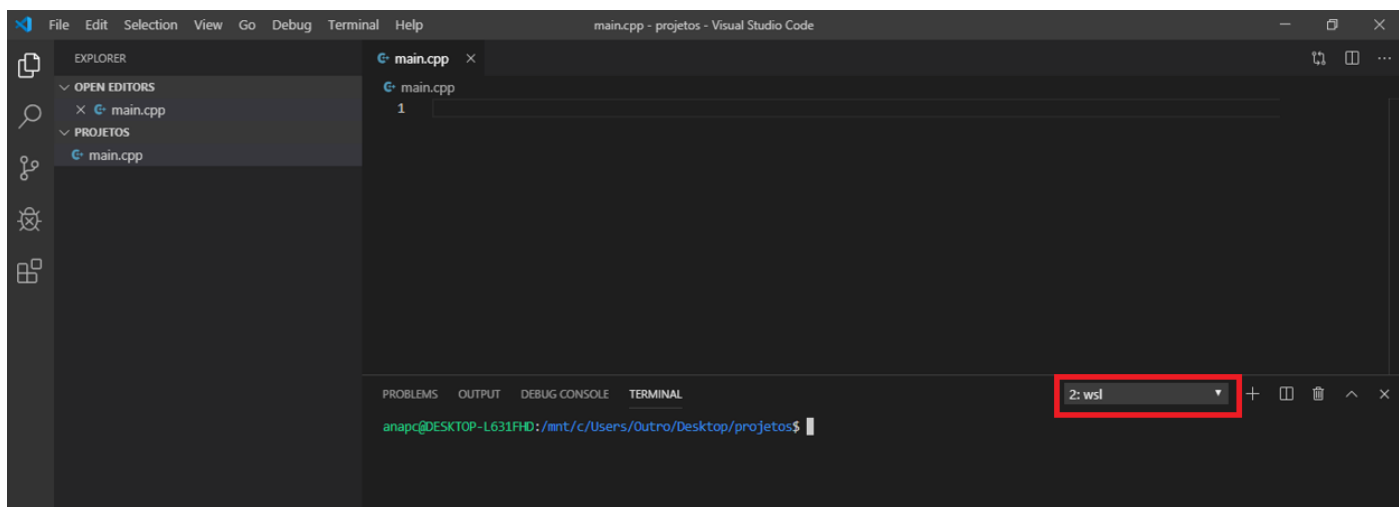 File Edit Selection View Go Debug Terminal Help main.cpp - projetos - Visual Studio Code
EXPLORER
OPEN EDITORS
main.cpp
PROJETOS
main.cpp
main.cpp
main.cpp
1
PROBLEMS OUTPUT DEBUG CONSOLE TERMINAL 2: wsl
anapc@DESKTOP-L631FHD:/mnt/c/Users/Outro/Desktop/projetos$